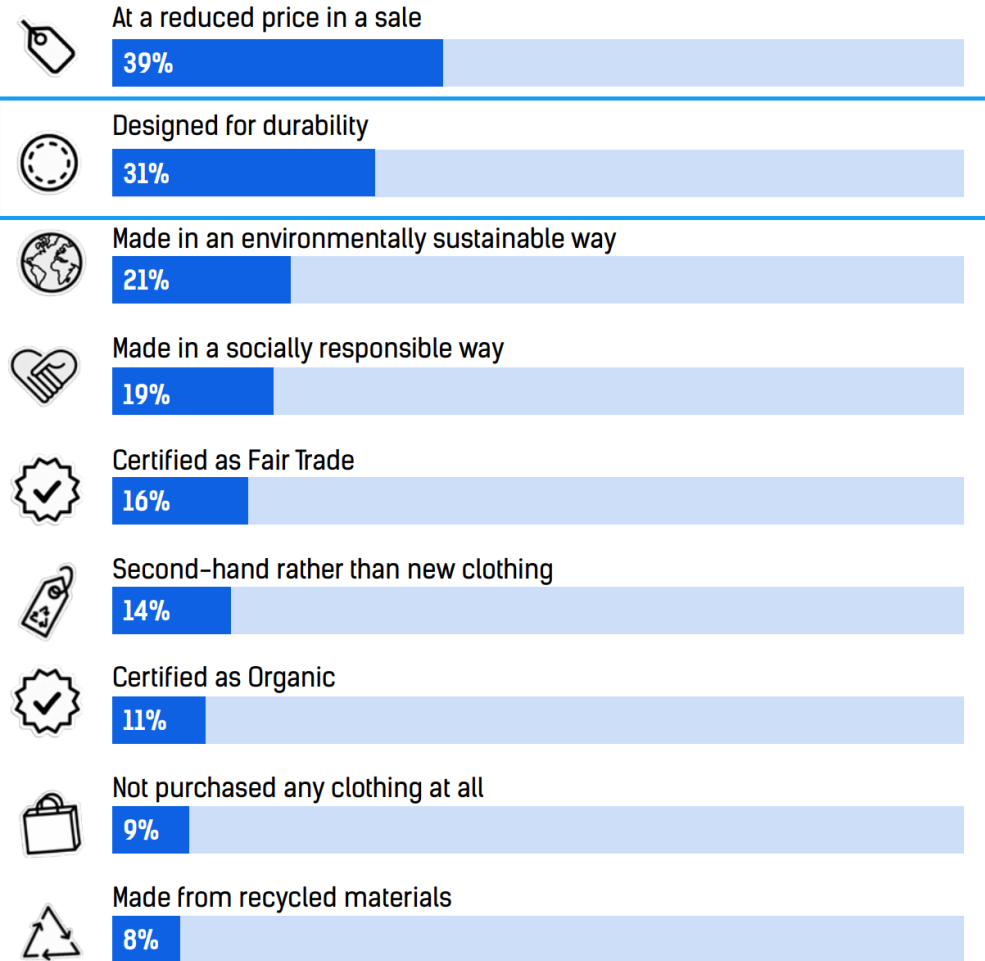 At a reduced price in a sale
39%
Designed for durability
31%
Made in an environmentally sustainable way
21%
Made in a socially responsible way
19%
Certified as Fair Trade
16%
Second-hand rather than new clothing
14%
Certified as Organic
11%
Not purchased any clothing at all
9%
Made from recycled materials
8%